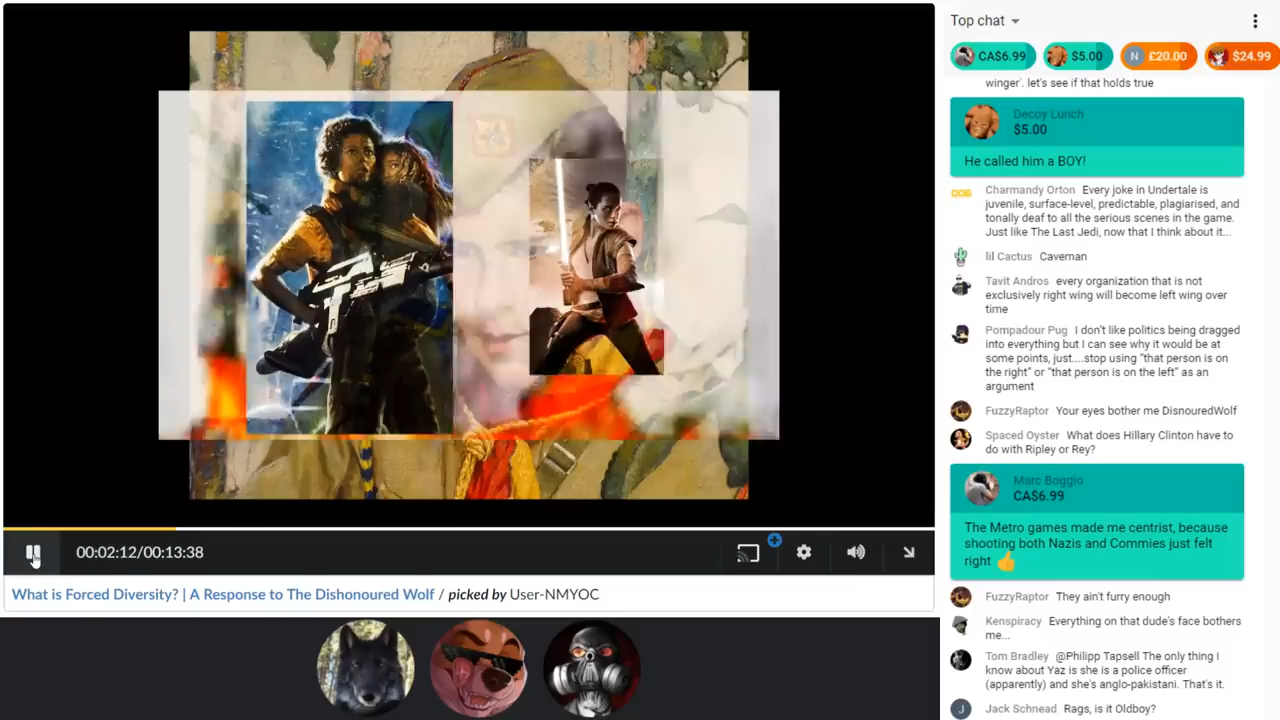 Top chat
CA$6.99
$5.00
N
£20.00
$24.99
winger'. let's see if that holds true
Decoy Lunch
$5.00
He called him a BOY!
Charmandy Orton Every joke in Undertale is
juvenile, surface-level, predictable, plagiarised, and
tonally deaf to all the serious scenes in the game.
Just like The Last Jedi, now that I think about it...
lil Cactus Caveman
Tavit Andros every organization that is not
exclusively right wing will become left wing over
time
Pompadour Pug I don't like politics being dragged
into everything but I can see why it would be at
some points, just....stop using "that person is on
the right" or "that person is on the left" as an
argument
FuzzyRaptor Your eyes bother me DisnouredWolf
Spaced Oyster What does Hillary Clinton have to
do with Ripley or Rey?
Marc Boggio
CA$6.99
The Metro games made me centrist, because
shooting both Nazis and Commies just felt
right 👍
FuzzyRaptor They ain't furry enough
Kenspiracy Everything on that dude's face bothers
me...
Tom Bradley @Philipp Tapsell The only thing I
know about Yaz is she is a police officer
(apparently) and she's anglo-pakistani. That's it.
J
Jack Schnead Rags, is it Oldboy?
00:02:12/00:13:38
What is Forced Diversity? | A Response to The Dishonoured Wolf / picked by User-NMYOC